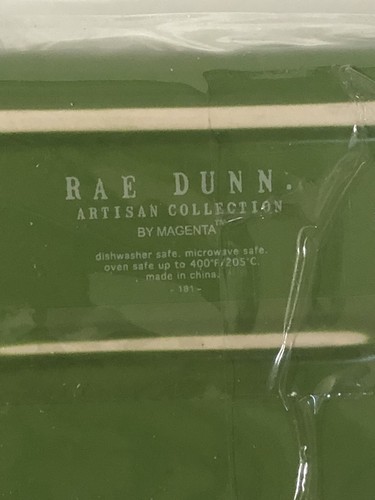 RAE DUNN.
ARTISAN COLLECTION
BY MAGENTA™
dishwasher safe. microwave safe.
oven safe up to 400°F/205°C.
made in china.
- 181 -